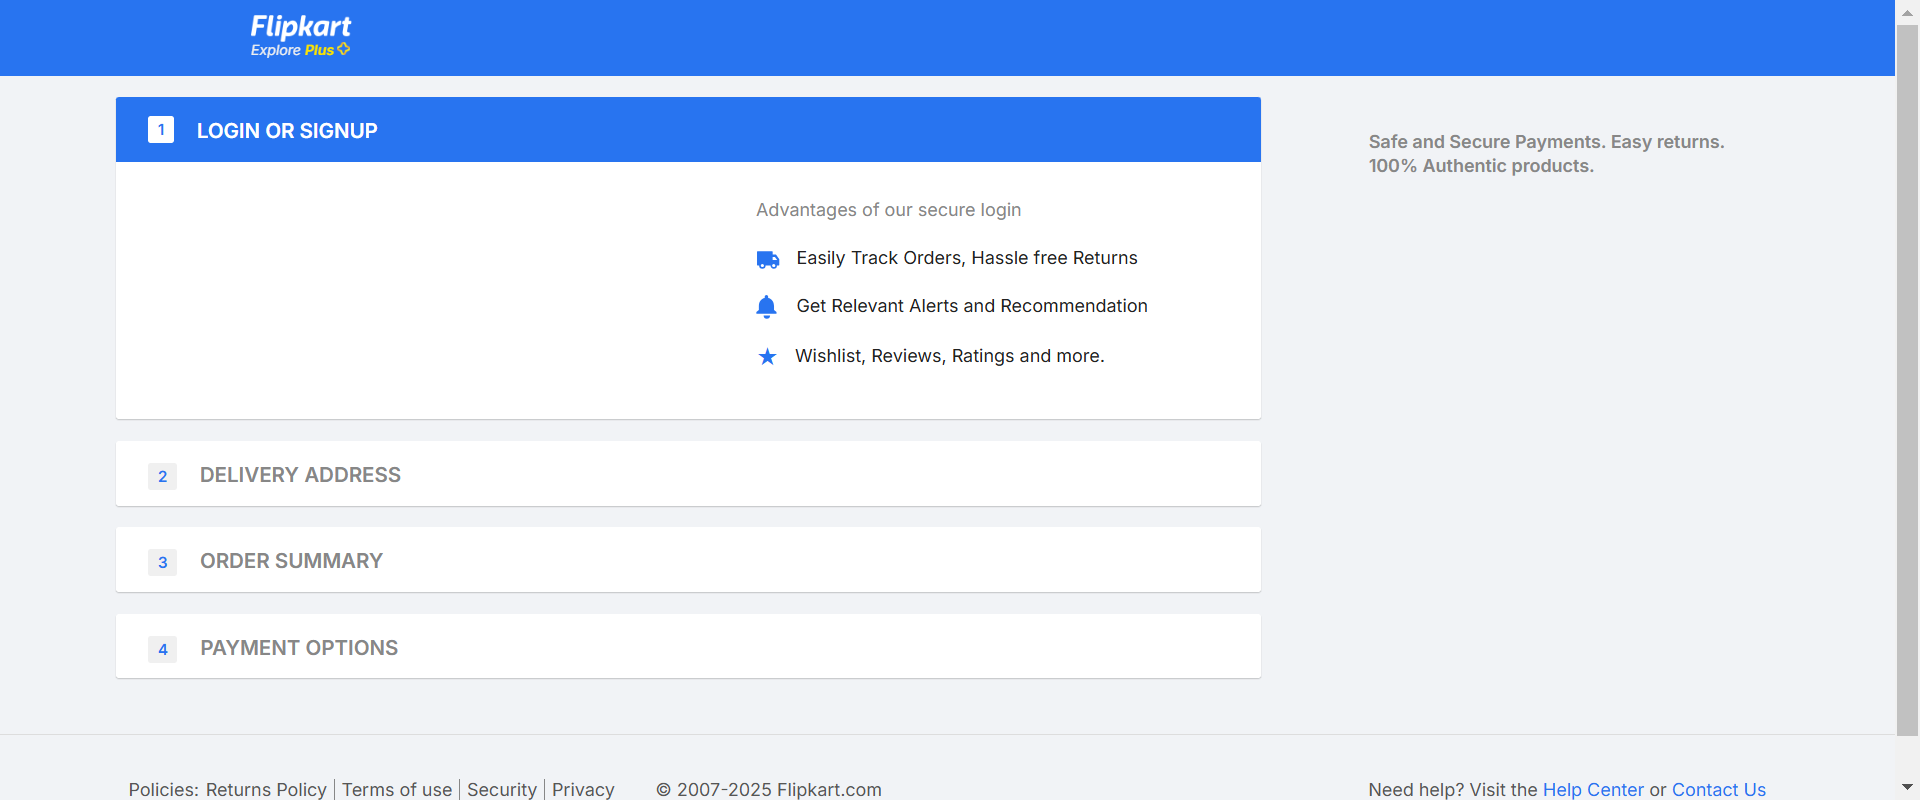 Flipkart
Explore Plus
1 LOGIN OR SIGNUP
Advantages of our secure login
Easily Track Orders, Hassle free Returns
Get Relevant Alerts and Recommendation
Wishlist, Reviews, Ratings and more.
Safe and Secure Payments. Easy returns.
100% Authentic products.
2 DELIVERY ADDRESS
3 ORDER SUMMARY
4 PAYMENT OPTIONS
Policies: Returns Policy | Terms of use | Security | Privacy © 2007-2025 Flipkart.com Need help? Visit the Help Center or Contact Us